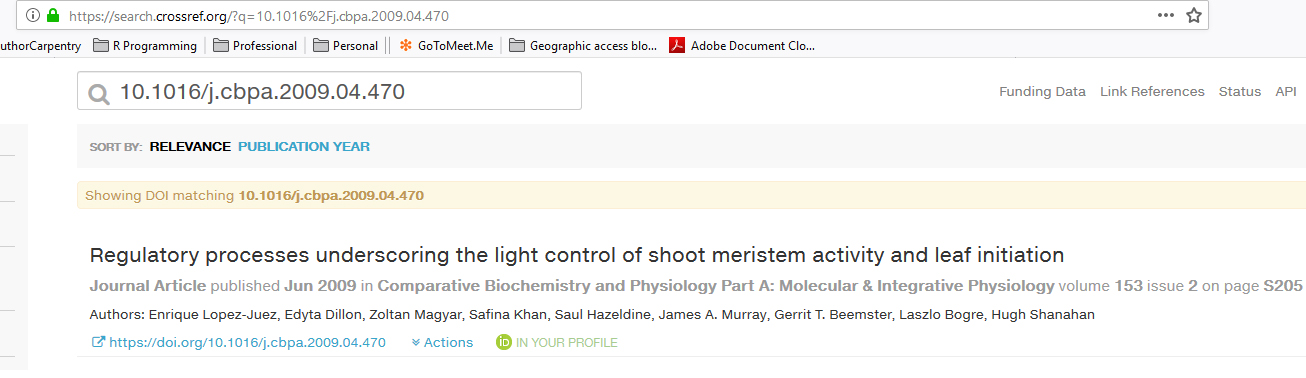 https://search.crossref.org/?q=10.1016%2Fj.cbpa.2009.04.470
uthorCarpentry R Programming Professional Personal GoToMeet.Me Geographic access blo... Adobe Document Clo...
10.1016/j.cbpa.2009.04.470
Funding Data Link References Status API
SORT BY: RELEVANCE PUBLICATION YEAR
Showing DOI matching 10.1016/j.cbpa.2009.04.470
Regulatory processes underscoring the light control of shoot meristem activity and leaf initiation
Journal Article published Jun 2009 in Comparative Biochemistry and Physiology Part A: Molecular & Integrative Physiology volume 153 issue 2 on page S205
Authors: Enrique Lopez-Juez, Edyta Dillon, Zoltan Magyar, Safina Khan, Saul Hazeldine, James A. Murray, Gerrit T. Beemster, Laszlo Bogre, Hugh Shanahan
https://doi.org/10.1016/j.cbpa.2009.04.470 Actions iD IN YOUR PROFILE